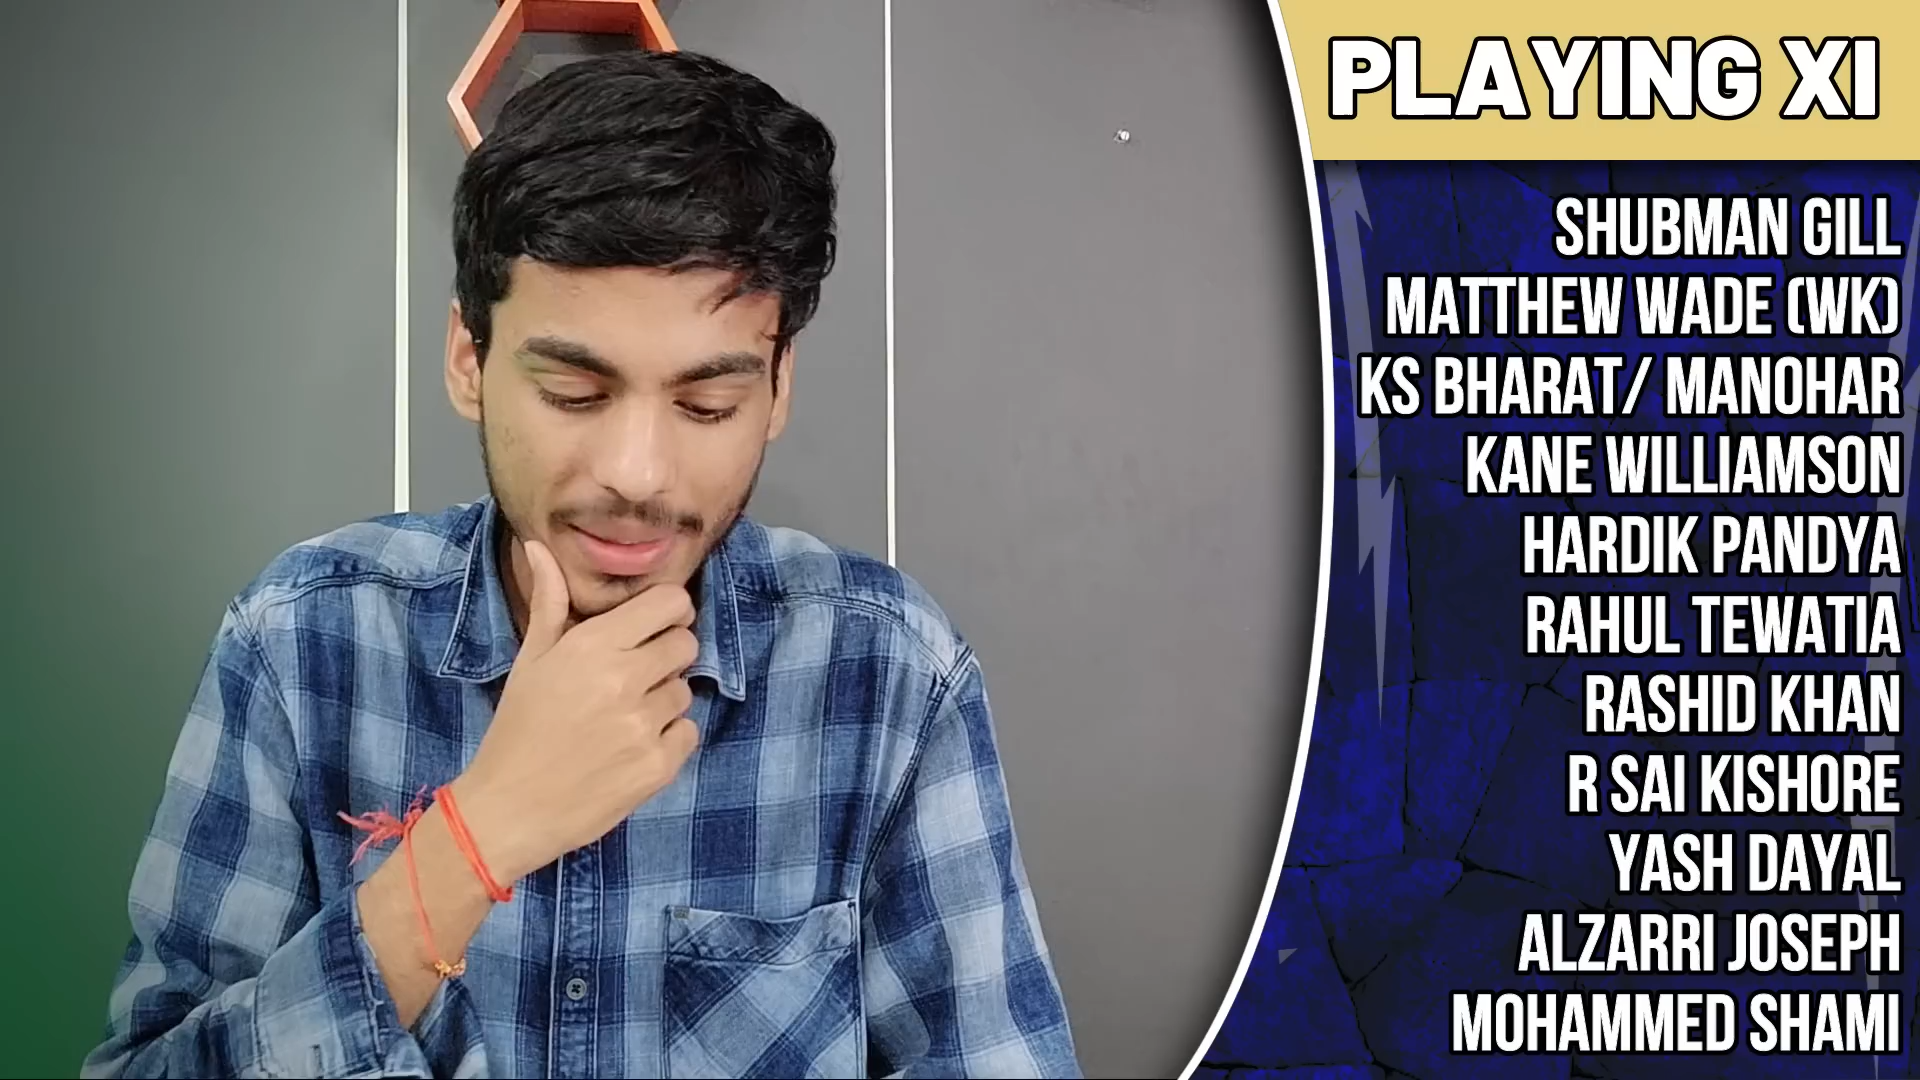 PLAYING XI
SHUBMAN GILL
MATTHEW WADE (WK)
KS BHARAT/ MANOHAR
KANE WILLIAMSON
HARDIK PANDYA
RAHUL TEWATIA
RASHID KHAN
R SAI KISHORE
YASH DAYAL
ALZARRI JOSEPH
MOHAMMED SHAMI